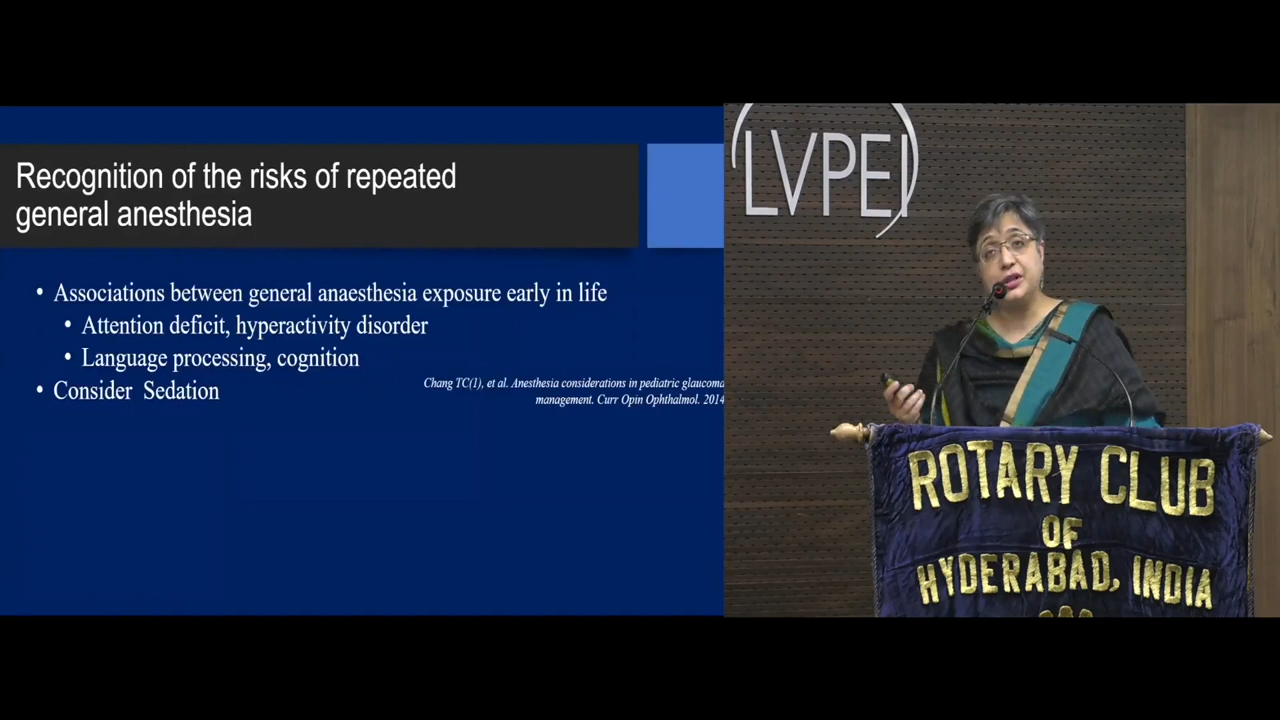 Recognition of the risks of repeated
general anesthesia
• Associations between general anaesthesia exposure early in life
• Attention deficit, hyperactivity disorder
• Language processing, cognition
• Consider Sedation
Chang TC(1), et al. Anesthesia considerations in pediatric glaucoma
management. Curr Opin Ophthalmol. 2014
LVPEI
ROTARY CLUB
OF
HYDERABAD, INDIA